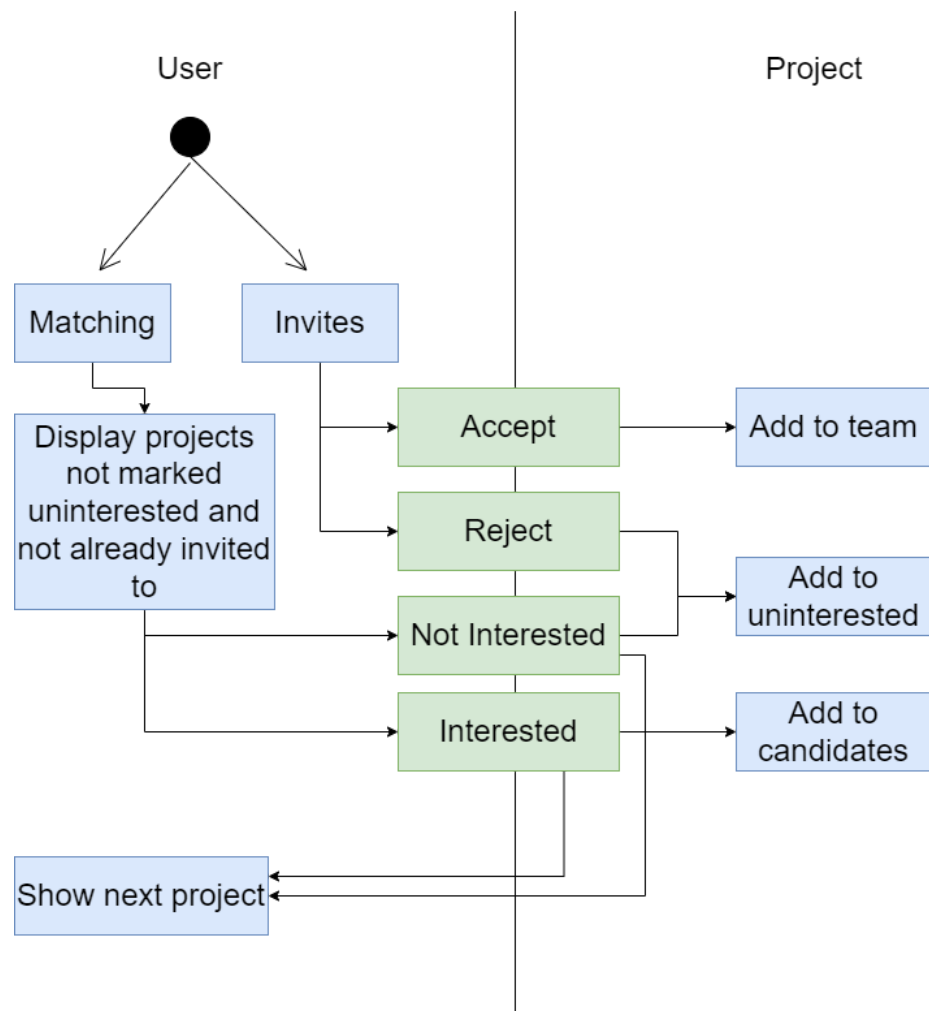 User
Project
Matching
Invites
Display projects
not marked
uninterested and
not already invited
to
Accept
Add to team
Reject
Add to
uninterested
Not Interested
Interested
Add to
candidates
Show next project